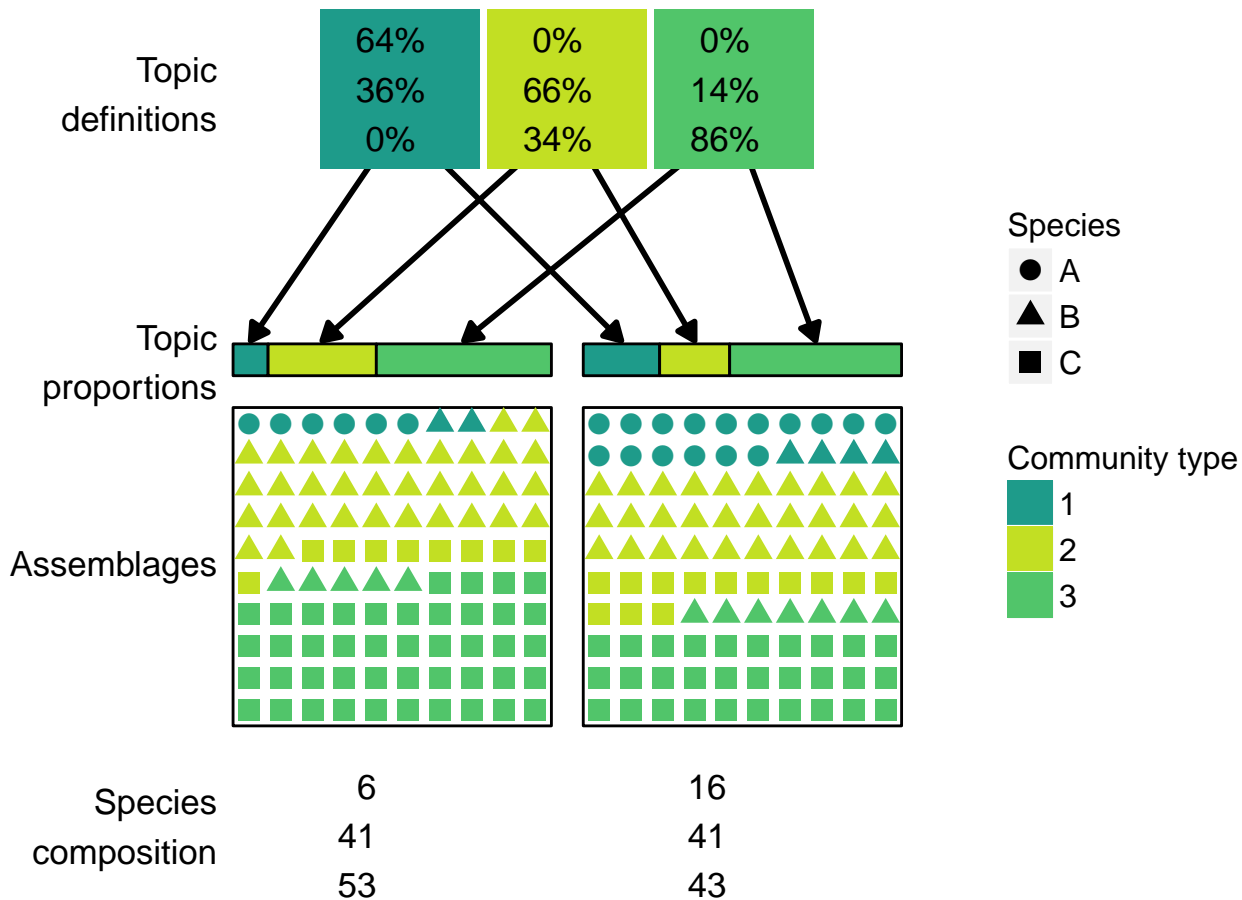 Topic
definitions
64%
36%
0%
0%
66%
34%
0%
14%
86%
Topic
proportions
Assemblages
Species
composition
6
41
53
16
41
43
Species
A
B
C
Community type
1
2
3